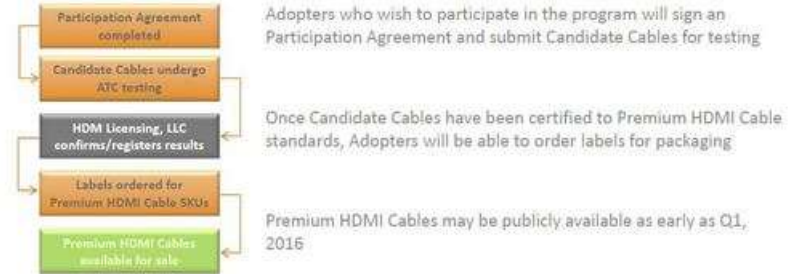 Participation Agreement
completed
Adopters who wish to participate in the program will sign an
Participation Agreement and submit Candidate Cables for testing
Candidate Cables undergo
ATC testing
HDM Licensing, LLC
confirms/registers results
Once Candidate Cables have been certified to Premium HDMI Cable
standards, Adopters will be able to order labels for packaging
Labels ordered for
Premium HDMI Cable SKUs
Premium HDMI Cables
available for sale
Premium HDMI Cables may be publicly available as early as Q1,
2016